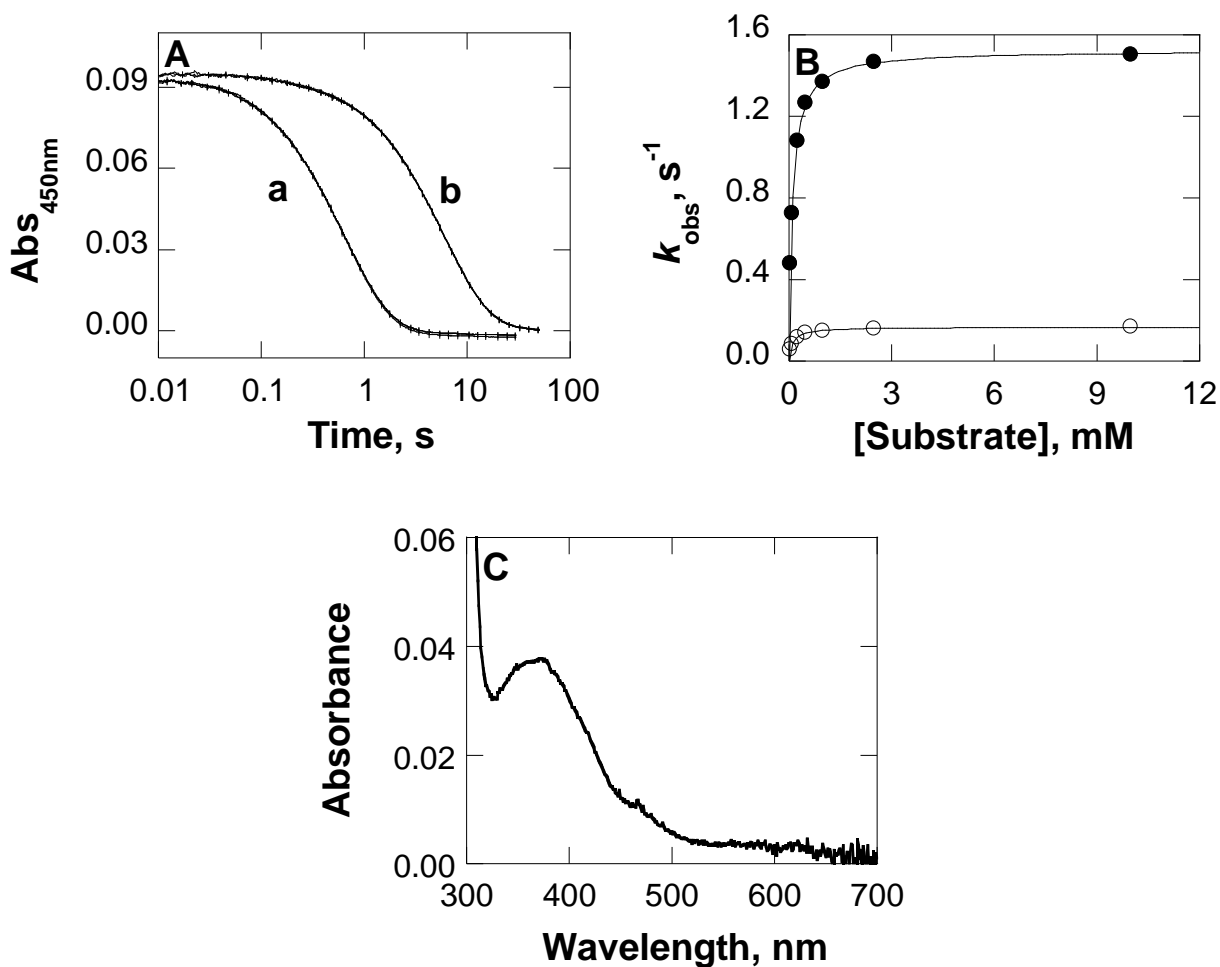 A
Abs450nm
0.09
0.06
0.03
0.00
a
b
0.01 0.1 1 10 100
Time, s
B
kobs, s-1
1.6
1.2
0.8
0.4
0.0
0 3 6 9 12
[Substrate], mM
C
Absorbance
0.06
0.04
0.02
0.00
300 400 500 600 700
Wavelength, nm